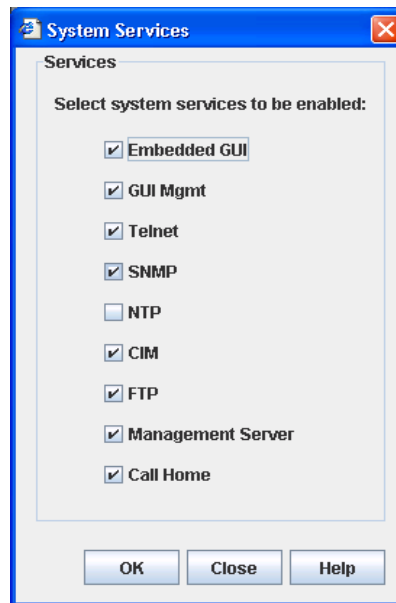 System Services
Services
Select system services to be enabled:
Embedded GUI
GUI Mgmt
Telnet
SNMP
NTP
CIM
FTP
Management Server
Call Home
OK Close Help